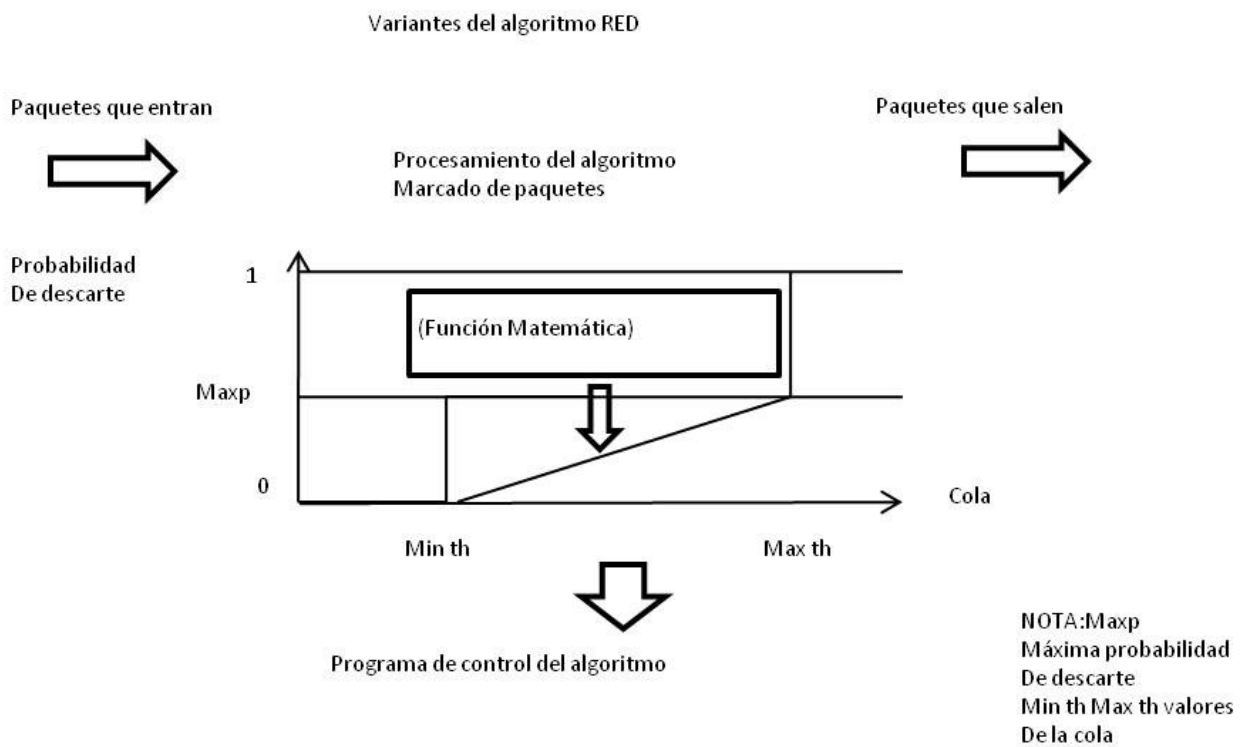 Variantes del algoritmo RED
Paquetes que entran
Paquetes que salen
Procesamiento del algoritmo
Marcado de paquetes
Probabilidad
De descarte
1
(Función Matemática)
Maxp
0
Cola
Min th
Max th
Programa de control del algoritmo
NOTA:Maxp
Máxima probabilidad
De descarte
Min th Max th valores
De la cola